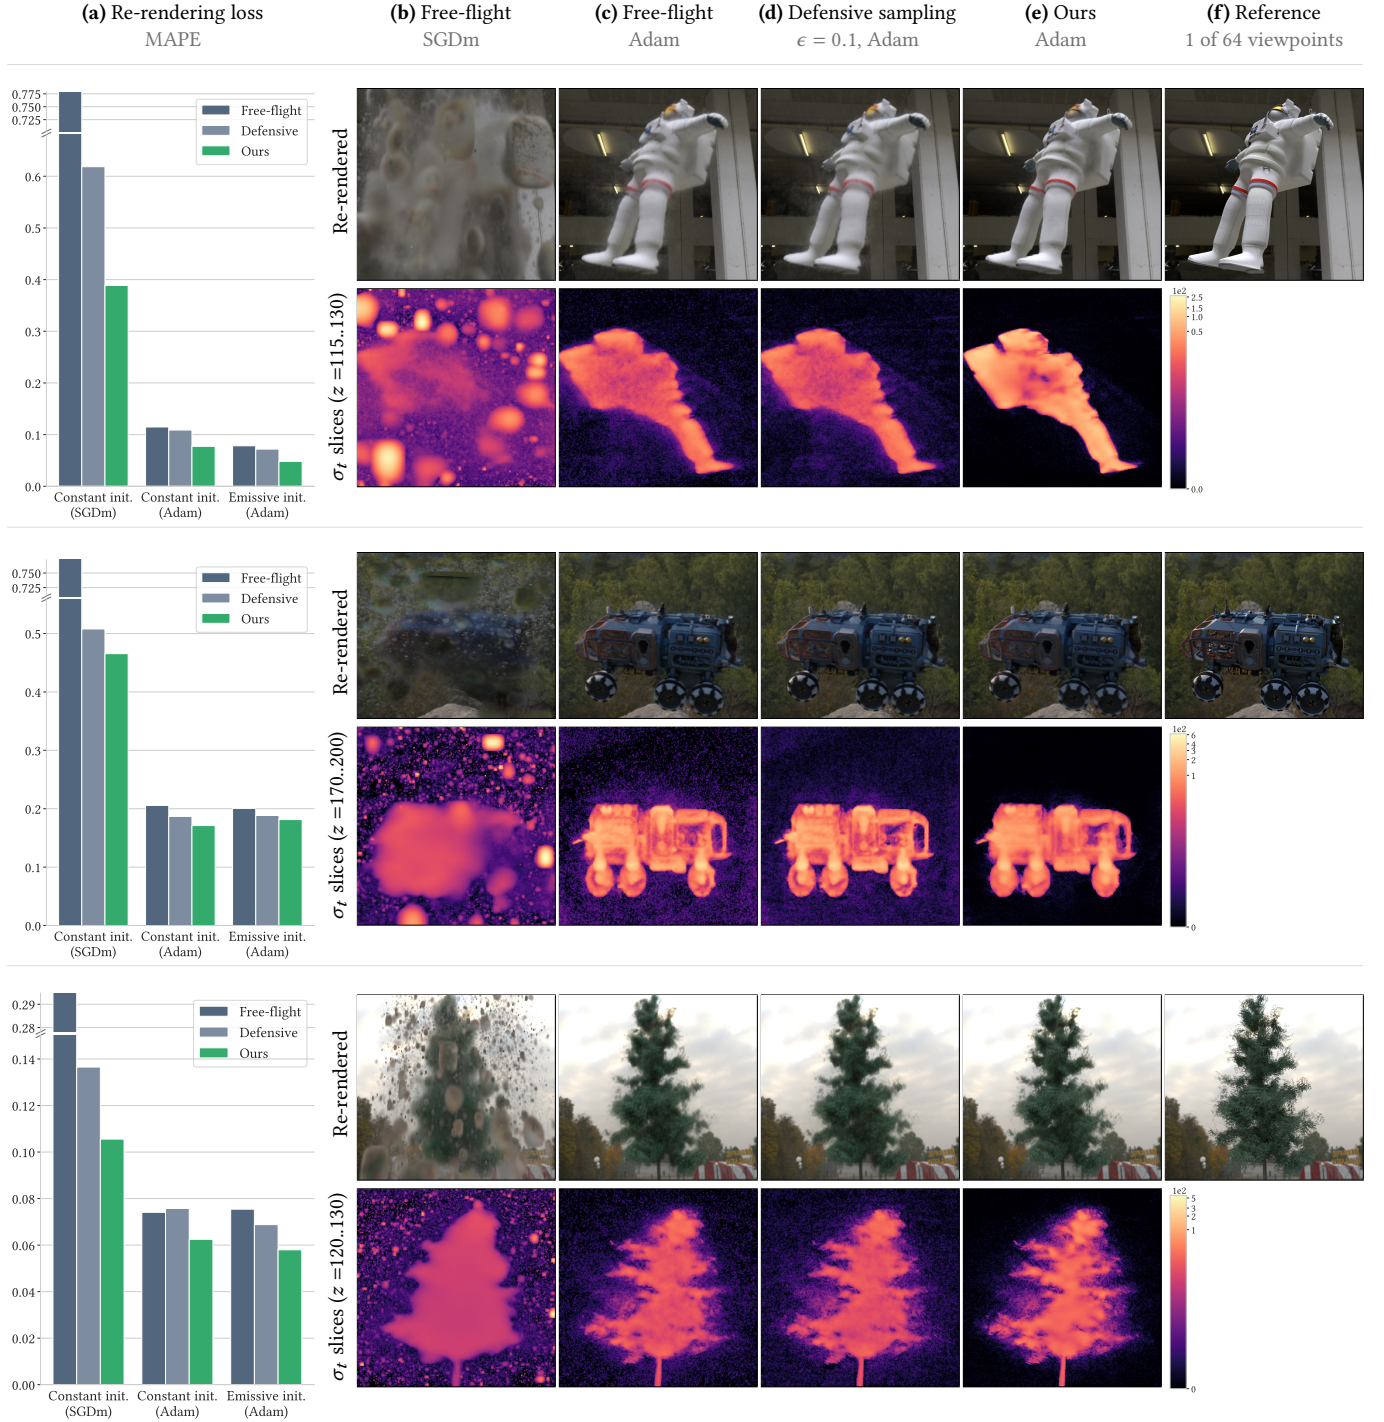 (a) Re-rendering loss
MAPE
(b) Free-flight
SGDm
(c) Free-flight
Adam
(d) Defensive sampling
ϵ = 0.1, Adam
(e) Ours
Adam
(f) Reference
1 of 64 viewpoints
0.775
0.750
0.725
0.6
0.5
0.4
0.3
0.2
0.1
0.0
Free-flight
Defensive
Ours
Constant init.
(SGDm)
Constant init.
(Adam)
Emissive init.
(Adam)
Re-rendered
σt slices (z =115..130)
1e2
2.5
1.5
1.0
0.5
0.0
0.750
0.725
0.5
0.4
0.3
0.2
0.1
0.0
Free-flight
Defensive
Ours
Constant init.
(SGDm)
Constant init.
(Adam)
Emissive init.
(Adam)
Re-rendered
σt slices (z =170..200)
1e2
6
4
3
2
1
0
0.29
0.28
0.14
0.12
0.10
0.08
0.06
0.04
0.02
0.00
Free-flight
Defensive
Ours
Constant init.
(SGDm)
Constant init.
(Adam)
Emissive init.
(Adam)
Re-rendered
σt slices (z =120..130)
1e2
5
3
2
1
0